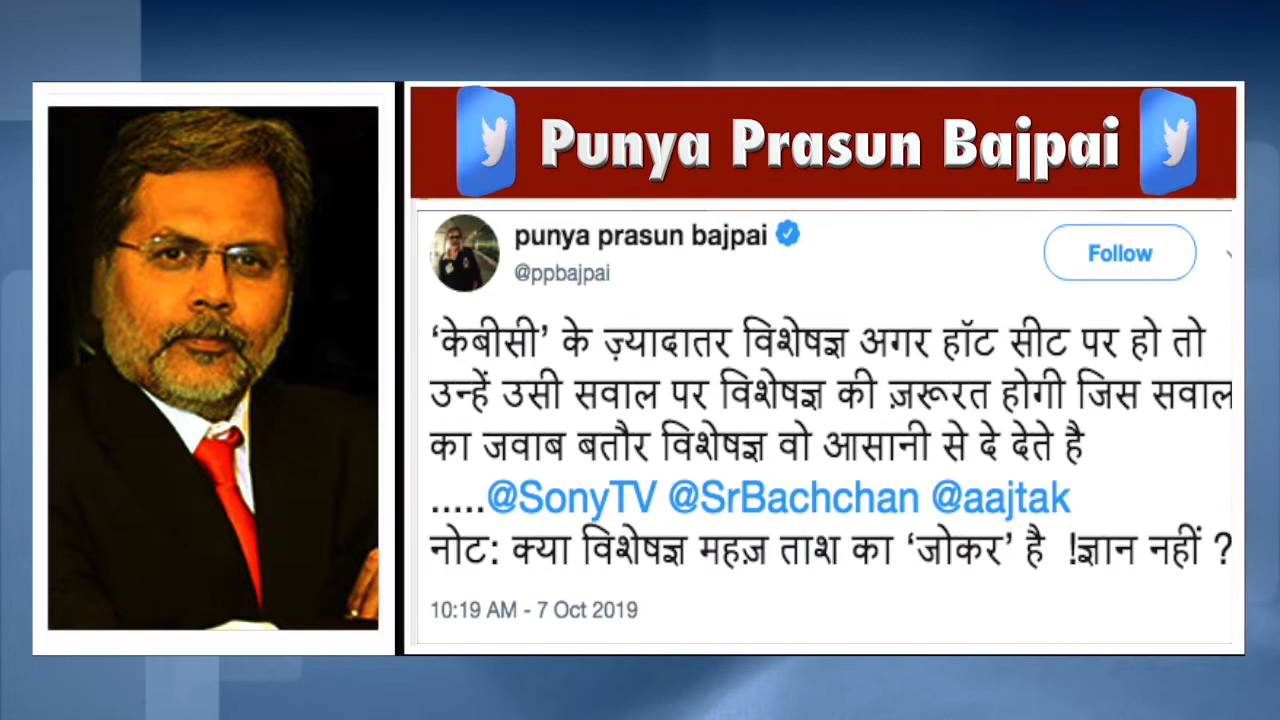 Punya Prasun Bajpai
punya prasun bajpai
@ppbajpai
Follow
‘केबीसी’ के ज़्यादातर विशेषज्ञ अगर हॉट सीट पर हो तो
उन्हें उसी सवाल पर विशेषज्ञ की ज़रूरत होगी जिस सवाल
का जवाब बतौर विशेषज्ञ वो आसानी से दे देते है
.....@SonyTV @SrBachchan @aajtak
नोट: क्या विशेषज्ञ महज़ ताश का ‘जोकर’ है !ज्ञान नहीं ?
10:19 AM - 7 Oct 2019